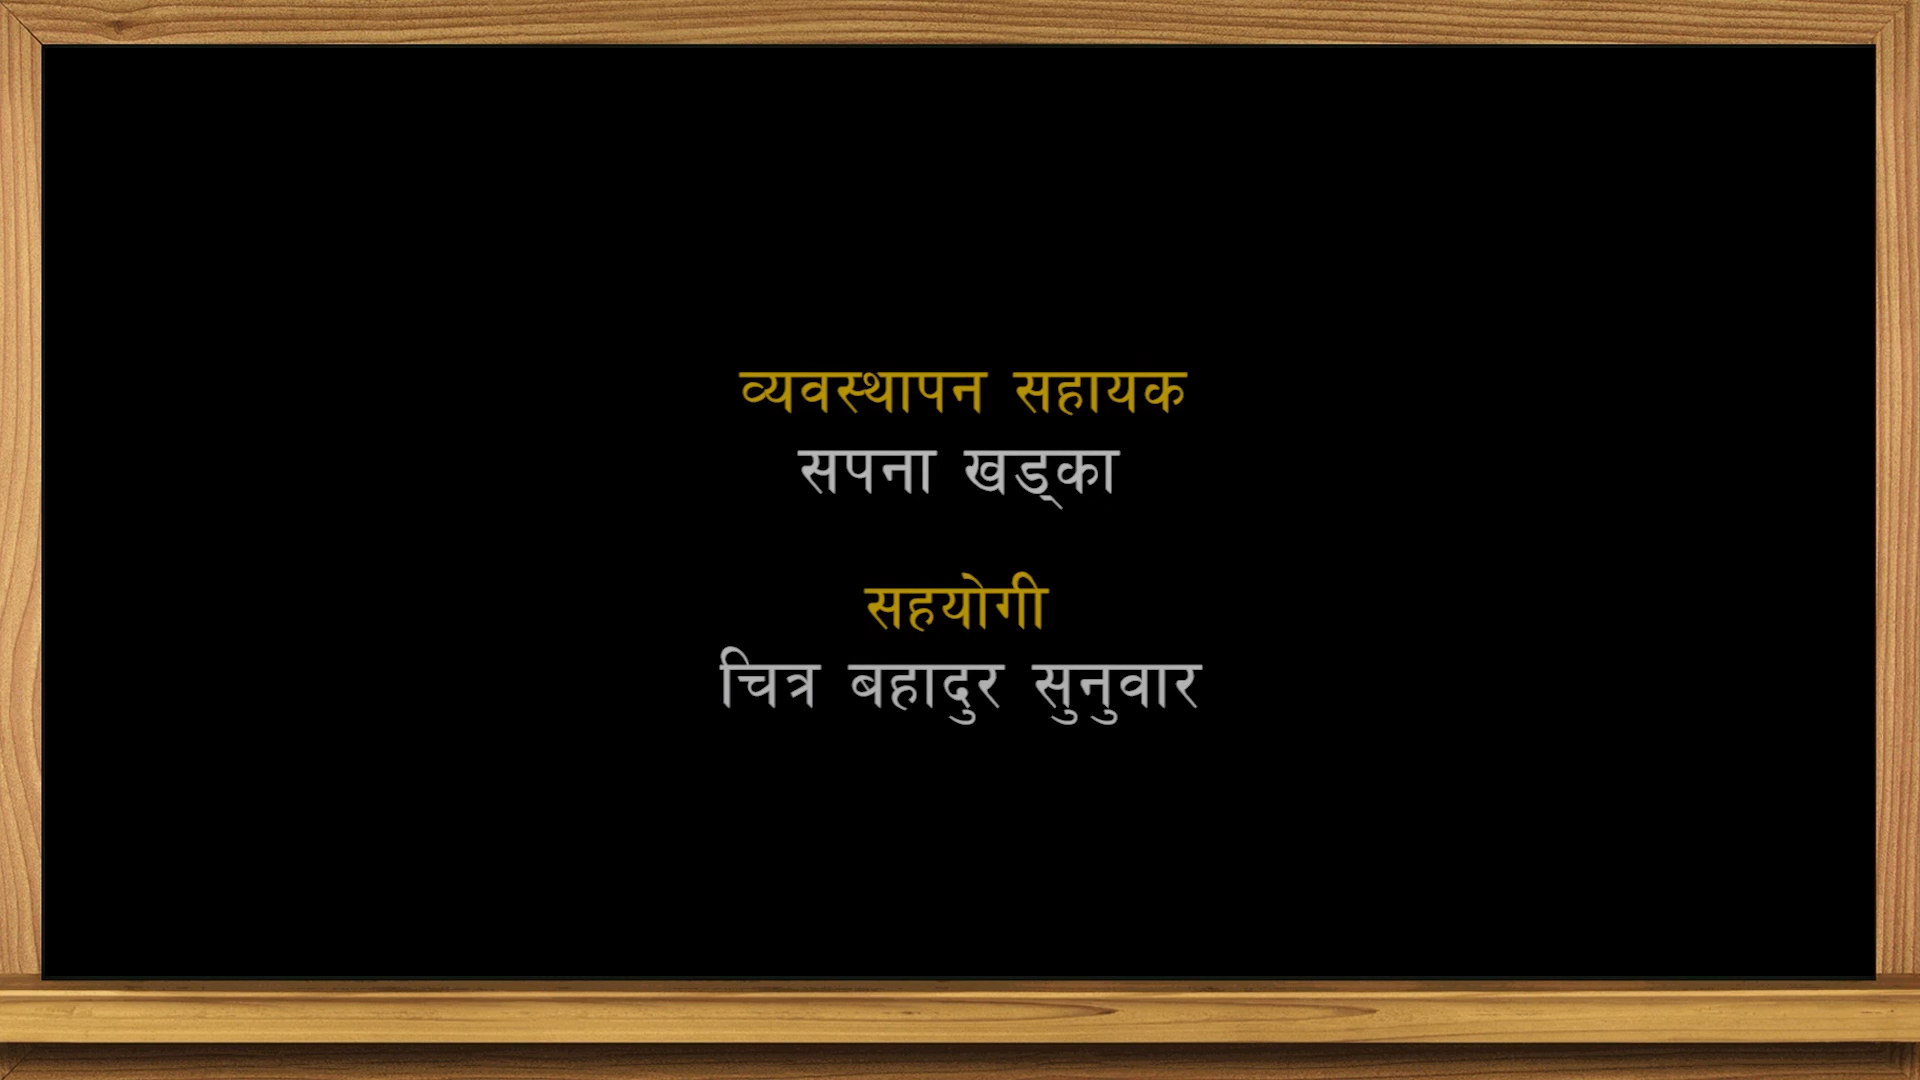 व्यवस्थापन सहायक
सपना खड्का
सहयोगी
चित्र बहादुर सुनुवार